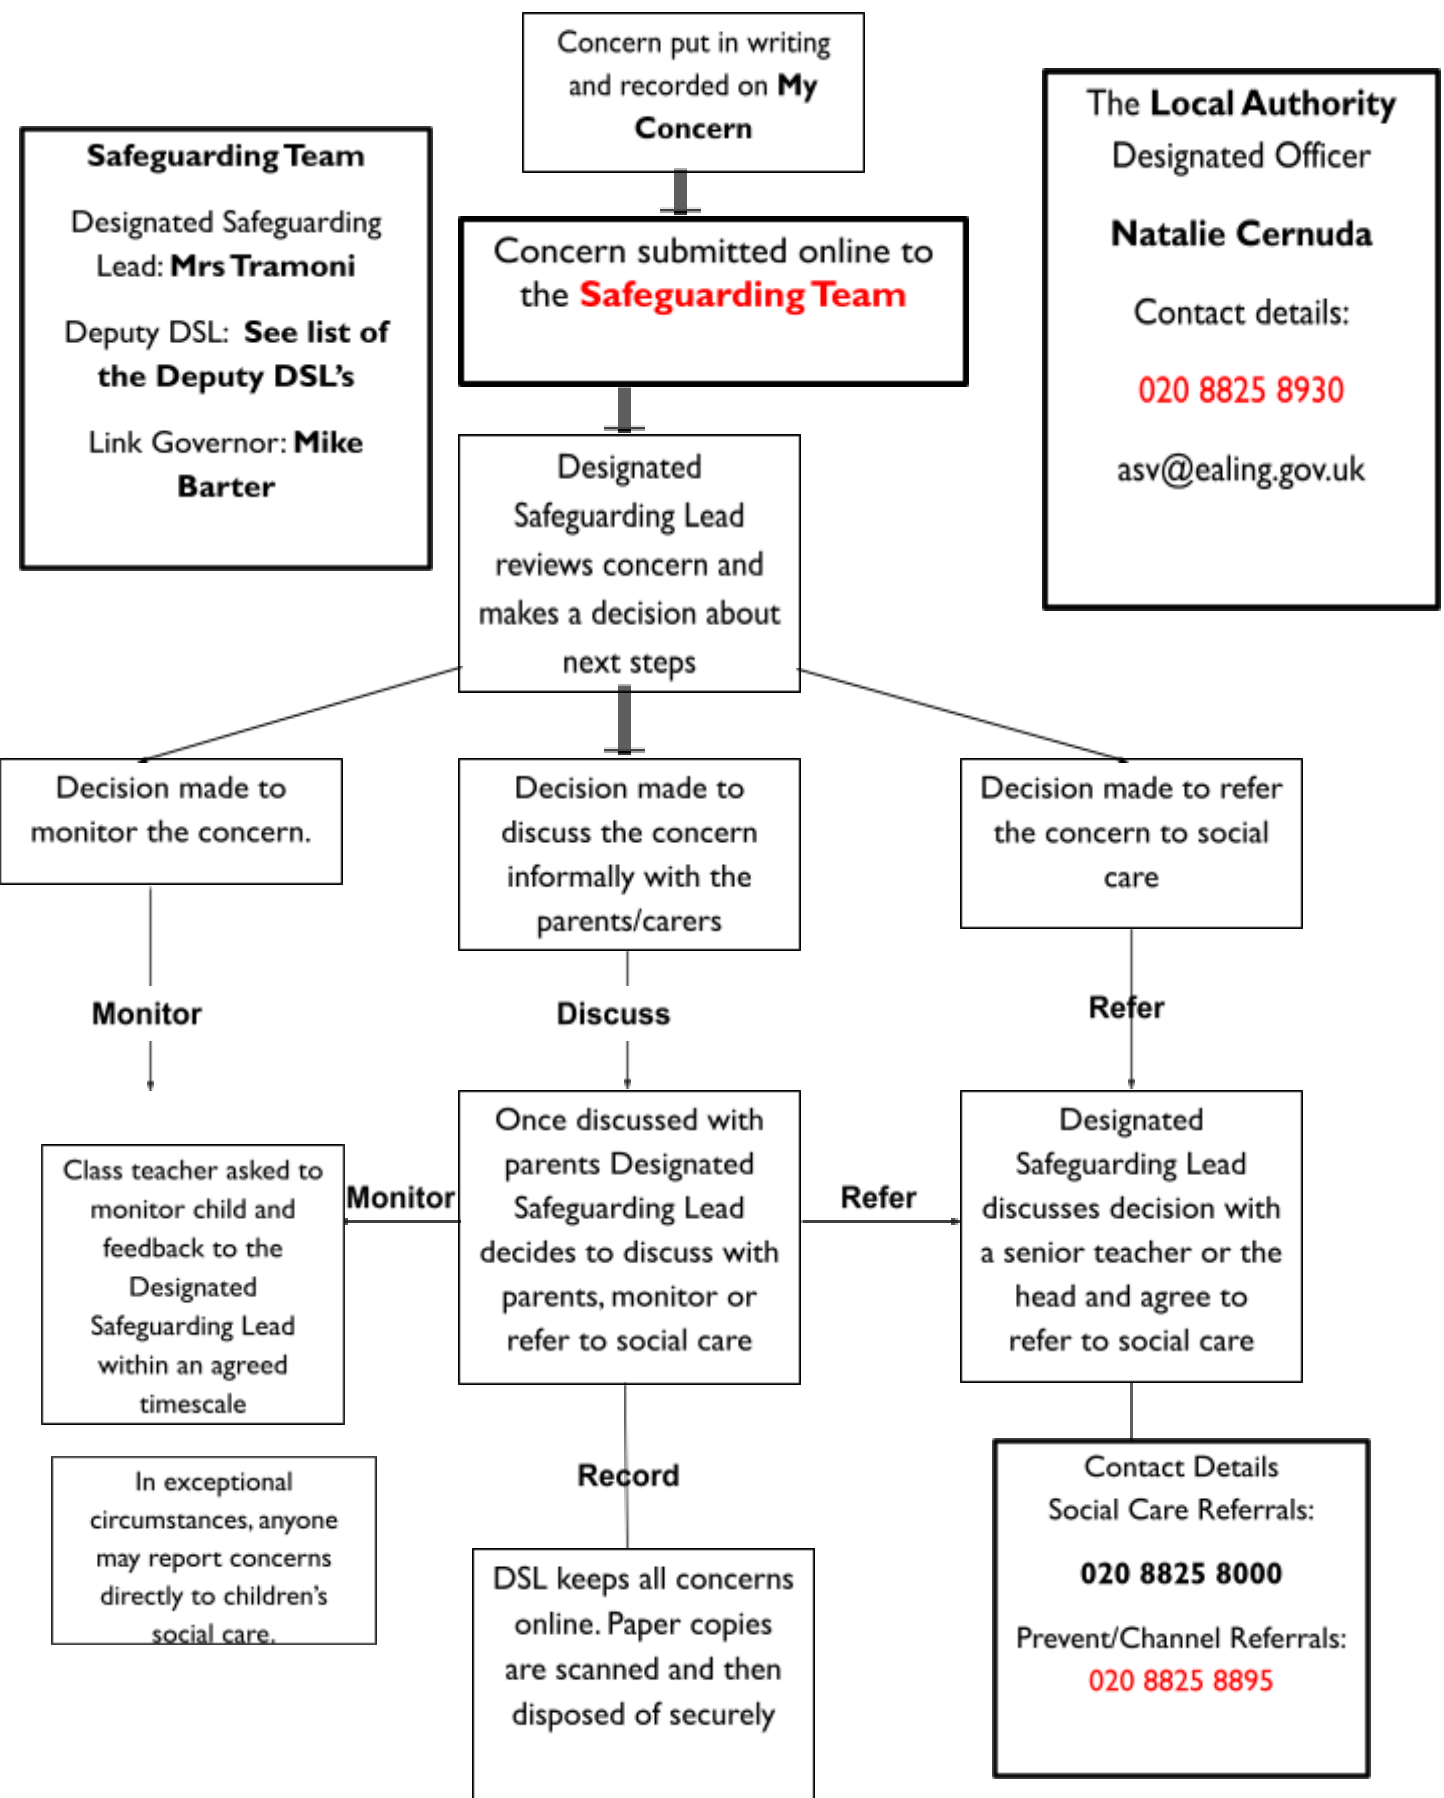 Concern put in writing
and recorded on My
Concern
The Local Authority
Designated Officer
Natalie Cernuda
Contact details:
020 8825 8930
asv@ealing.gov.uk
Safeguarding Team
Designated Safeguarding
Lead: Mrs Tramoni
Deputy DSL: See list of
the Deputy DSL's
Link Governor: Mike
Barter
Concern submitted online to
the Safeguarding Team
Designated
Safeguarding Lead
reviews concern and
makes a decision about
next steps
Decision made to
monitor the concern.
Decision made to
discuss the concern
informally with the
parents/carers
Decision made to refer
the concern to social
care
Monitor
Discuss
Refer
Class teacher asked to
monitor child and
feedback to the
Designated
Safeguarding Lead
within an agreed
timescale
Monitor
Once discussed with
parents Designated
Safeguarding Lead
decides to discuss with
parents, monitor or
refer to social care
Refer
Designated
Safeguarding Lead
discusses decision with
a senior teacher or the
head and agree to
refer to social care
In exceptional
circumstances, anyone
may report concerns
directly to children's
social care.
Record
DSL keeps all concerns
online. Paper copies
are scanned and then
disposed of securely
Contact Details
Social Care Referrals:
020 8825 8000
Prevent/Channel Referrals:
020 8825 8895